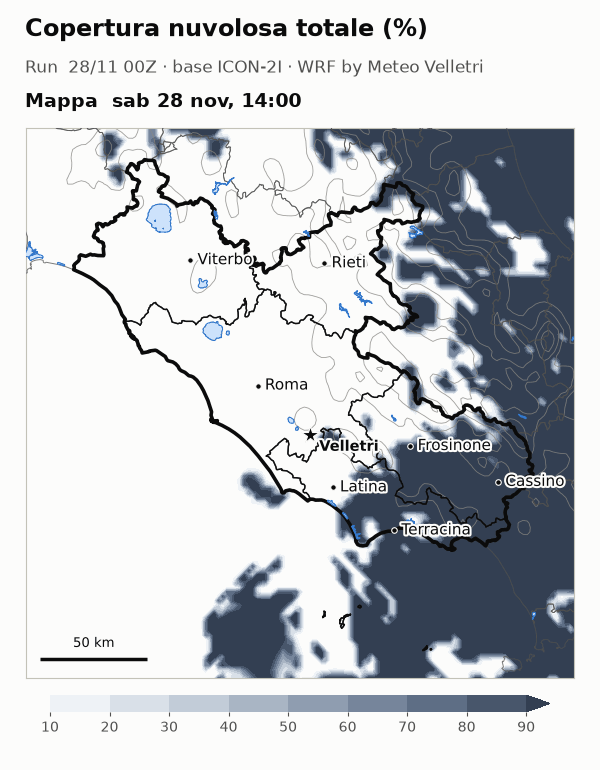 Copertura nuvolosa totale (%)
Run  28/11 00Z · base ICON-2I · WRF by Meteo Velletri
Mappa  sab 28 nov, 14:00
Viterbo
Rieti
Roma
Velletri
Frosinone
Cassino
Latina
Terracina
50 km
10 20 30 40 50 60 70 80 90